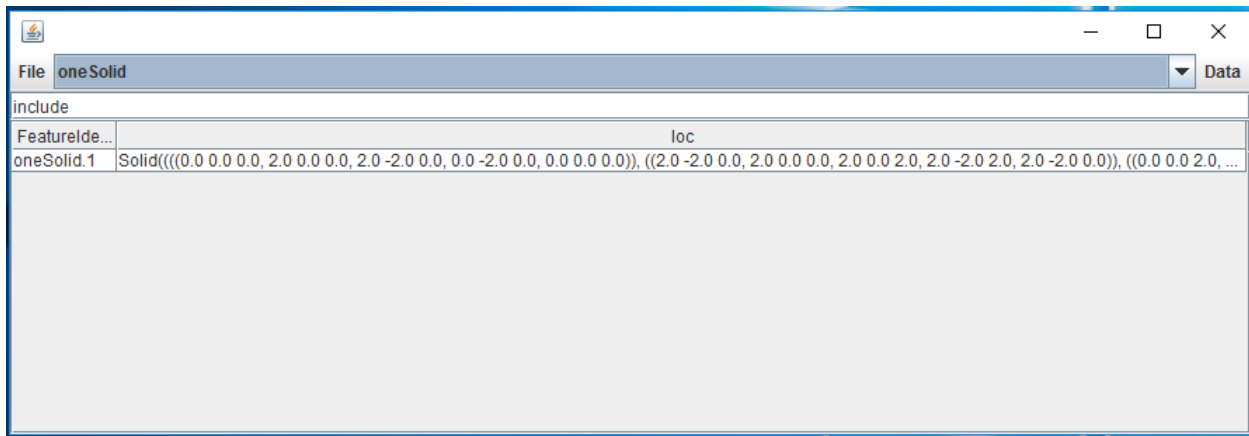 File oneSolid Data
include
FeatureIde... loc
oneSolid.1 Solid((((0.0 0.0 0.0, 2.0 0.0 0.0, 2.0 -2.0 0.0, 0.0 -2.0 0.0, 0.0 0.0 0.0)), ((2.0 -2.0 0.0, 2.0 0.0 0.0, 2.0 0.0 2.0, 2.0 -2.0 2.0, 2.0 -2.0 0.0)), ((0.0 0.0 2.0, ...